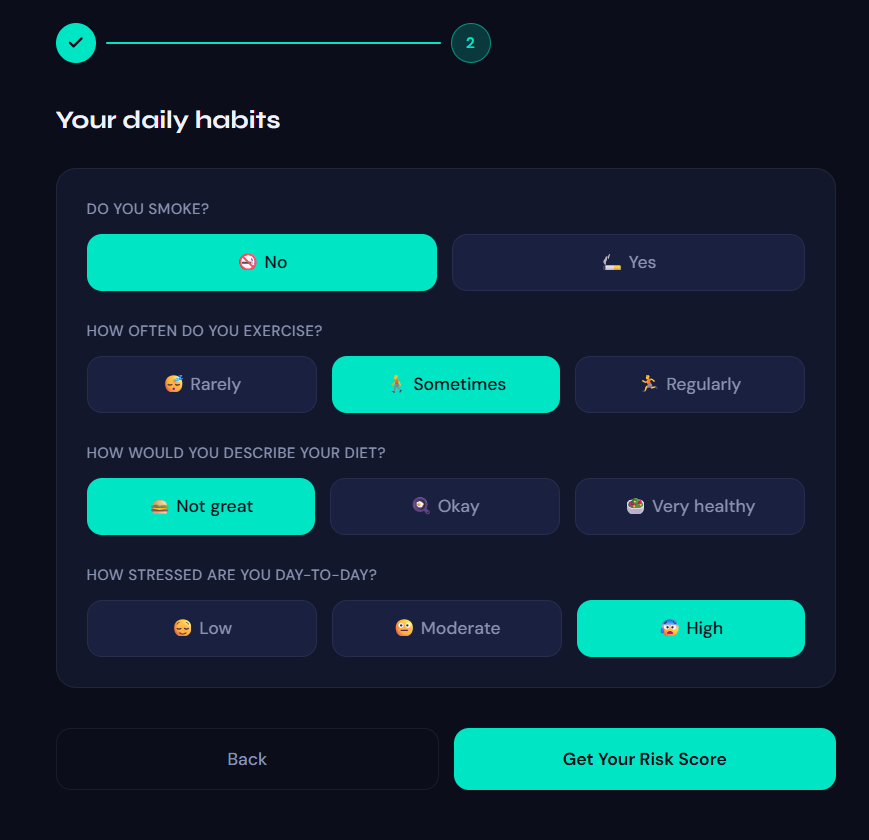 2
Your daily habits
DO YOU SMOKE?
No
Yes
HOW OFTEN DO YOU EXERCISE?
Rarely
Sometimes
Regularly
HOW WOULD YOU DESCRIBE YOUR DIET?
Not great
Okay
Very healthy
HOW STRESSED ARE YOU DAY-TO-DAY?
Low
Moderate
High
Back
Get Your Risk Score